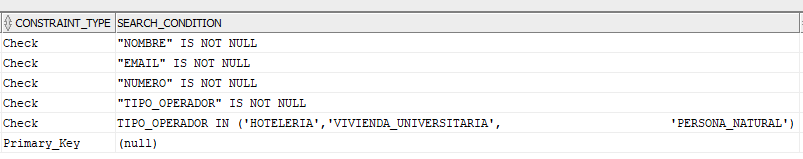 CONSTRAINT_TYPE SEARCH_CONDITION
Check "NOMBRE" IS NOT NULL
Check "EMAIL" IS NOT NULL
Check "NUMERO" IS NOT NULL
Check "TIPO_OPERADOR" IS NOT NULL
Check TIPO_OPERADOR IN ('HOTELERIA','VIVIENDA_UNIVERSITARIA', 'PERSONA_NATURAL')
Primary_Key (null)